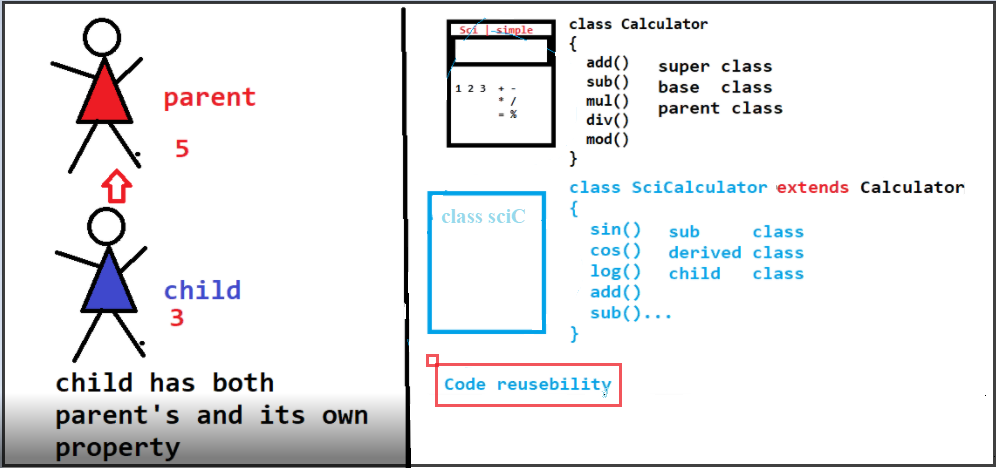 parent
5
child
3
child has both
parent's and its own
property
Sci | simple
1 2 3 + -
* /
= %
class Calculator
{
add() super class
sub() base class
mul() parent class
div()
mod()
}
class sciC
class SciCalculator extends Calculator
{
sin() sub class
cos() derived class
log() child class
add()
sub()...
}
Code reusebility